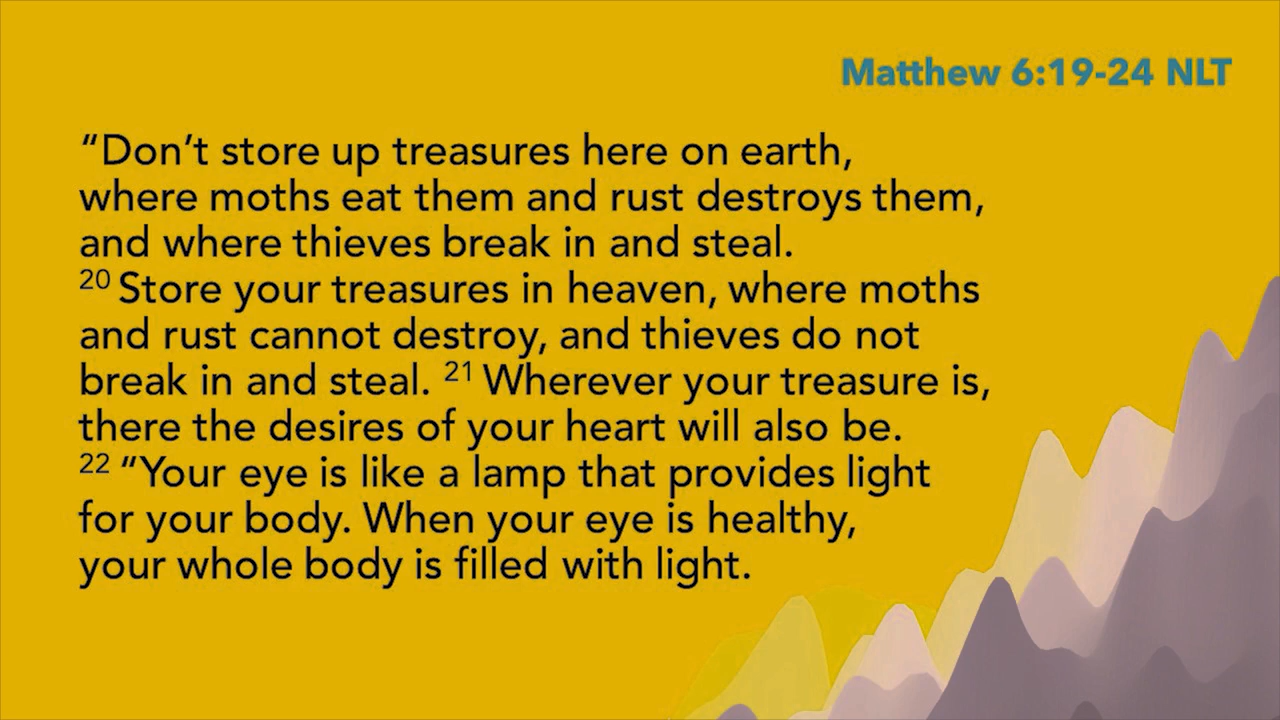 Matthew 6:19-24 NLT
“Don’t store up treasures here on earth,
where moths eat them and rust destroys them,
and where thieves break in and steal.
20 Store your treasures in heaven, where moths
and rust cannot destroy, and thieves do not
break in and steal. 21 Wherever your treasure is,
there the desires of your heart will also be.
22 “Your eye is like a lamp that provides light
for your body. When your eye is healthy,
your whole body is filled with light.